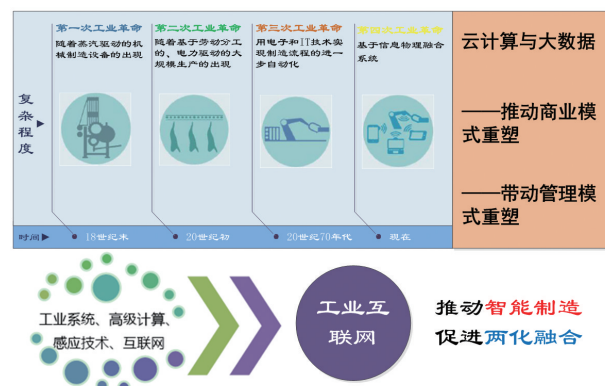 第一次工业革命
随着蒸汽驱动的机
械制造设备的出现
第二次工业革命
随着基于劳动分工
的、电力驱动的大
规模生产的出现
第三次工业革命
用电子和IT技术实
现制造流程的进一
步自动化
第四次工业革命
基于信息物理融合
系统
复杂程度
时间
18世纪末
20世纪初
20世纪70年代
现在
云计算与大数据
——推动商业模
式重塑
——带动管理模
式重塑
工业系统、高级计算、
感应技术、互联网
工业互
联网
推动智能制造
促进两化融合